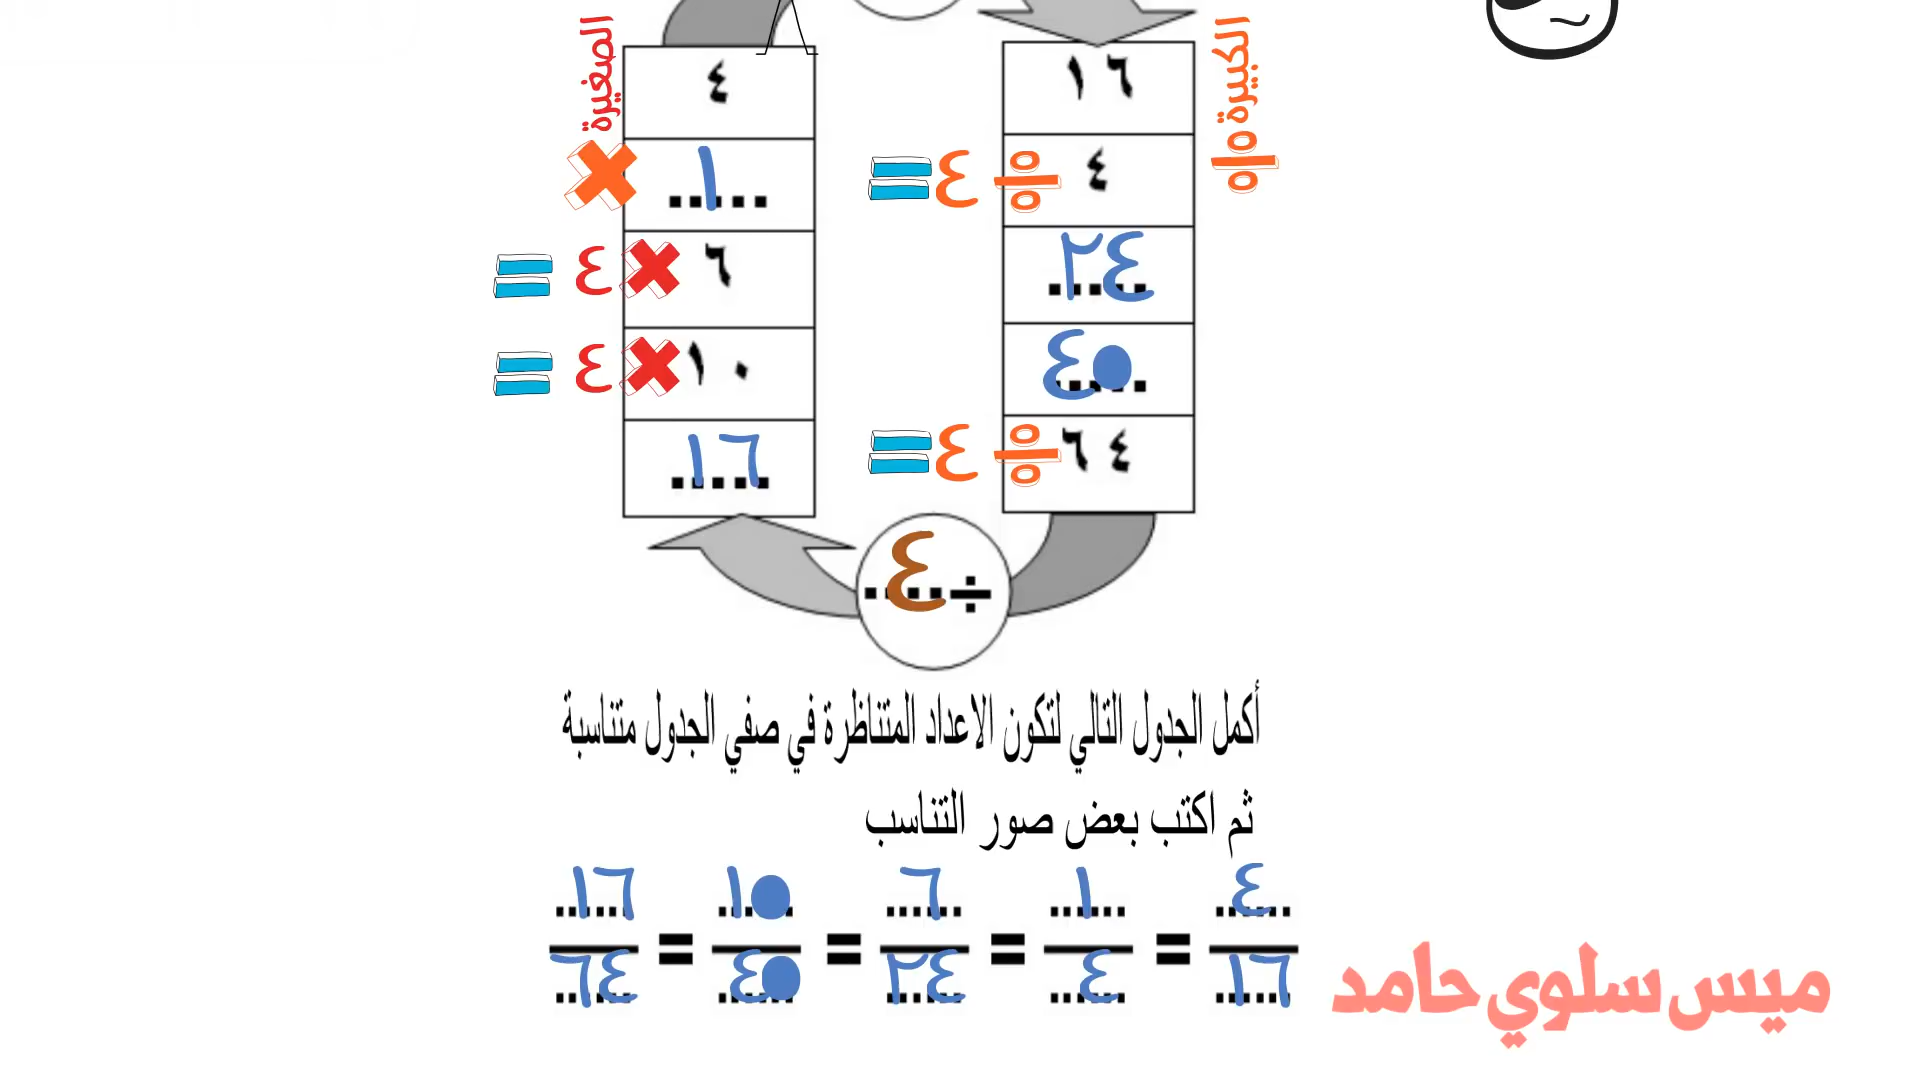 الصغيرة
الكبيرة ÷
٤
١٦
× ١
٤ ÷ ٤ =
٦ × ٤ =
٢٤
١٠ × ٤ =
٤٠
١٦
٦٤ ÷ ٤ =
÷ ٤
أكمل الجدول التالي لتكون الاعداد المتناظرة في صفي الجدول متناسبة
ثم اكتب بعض صور التناسب
٤/١٦ = ١/٤ = ٦/٢٤ = ١٠/٤٠ = ١٦/٦٤
ميس سلوي حامد